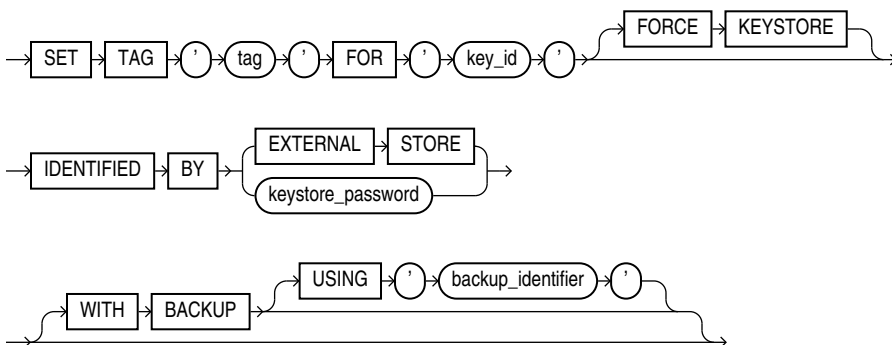 FORCE KEYSTORE
SET TAG ' tag ' FOR ' key_id '
EXTERNAL STORE
IDENTIFIED BY
keystore_password
USING ' backup_identifier '
WITH BACKUP